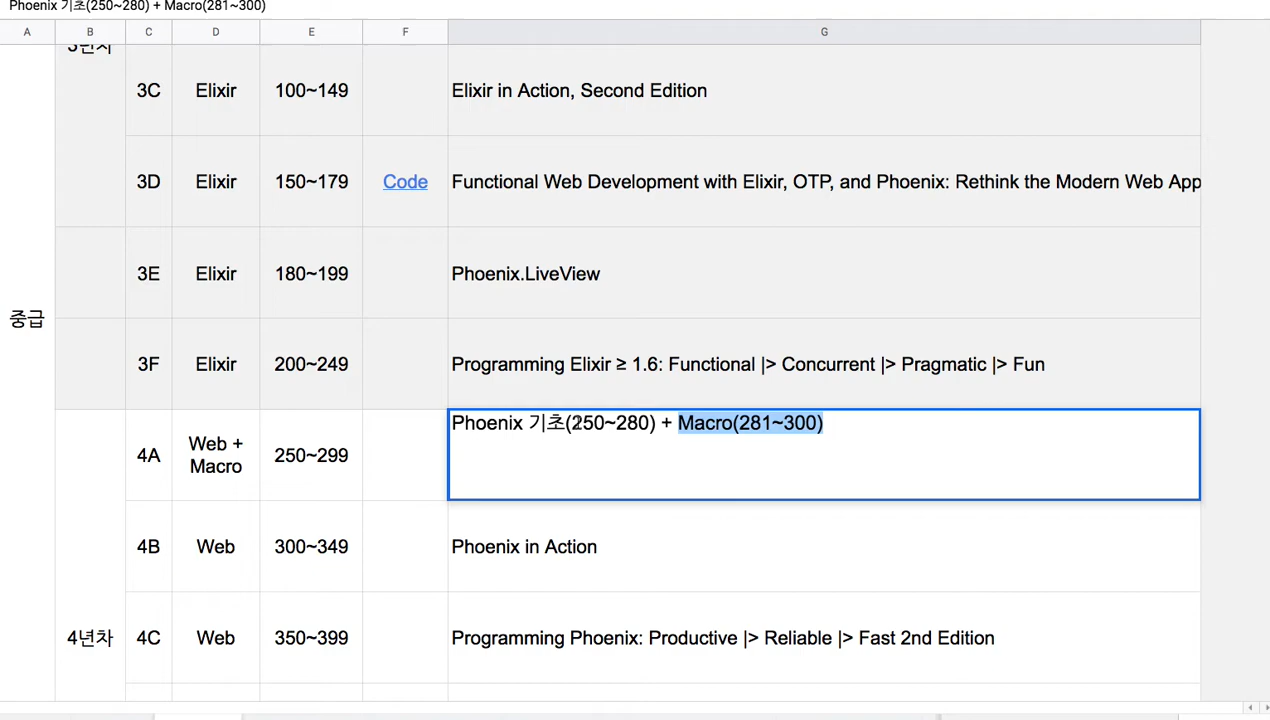 Phoenix 기초(250~280) + Macro(281~300)
A B C D E F G
3년차
3C Elixir 100~149 Elixir in Action, Second Edition
3D Elixir 150~179 Code Functional Web Development with Elixir, OTP, and Phoenix: Rethink the Modern Web App
3E Elixir 180~199 Phoenix.LiveView
중급
3F Elixir 200~249 Programming Elixir ≥ 1.6: Functional |> Concurrent |> Pragmatic |> Fun
Phoenix 기초(250~280) + Macro(281~300)
4A Web + Macro 250~299
4B Web 300~349 Phoenix in Action
4년차 4C Web 350~399 Programming Phoenix: Productive |> Reliable |> Fast 2nd Edition